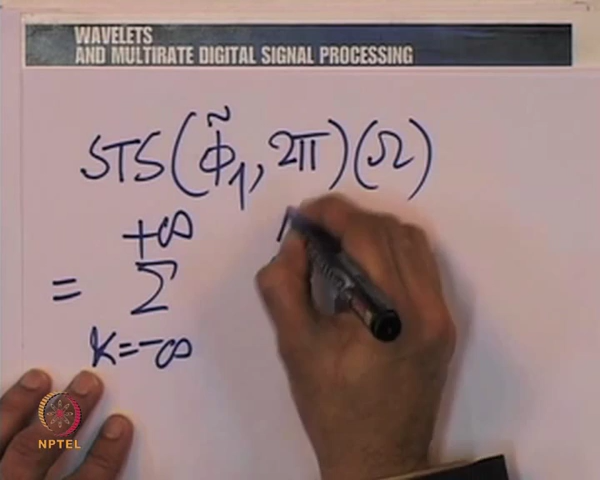 WAVELETS
AND MULTIRATE DIGITAL SIGNAL PROCESSING
STS(Φ̃₁, 2π)(Ω)
+∞
= Σ
K=-∞
NPTEL